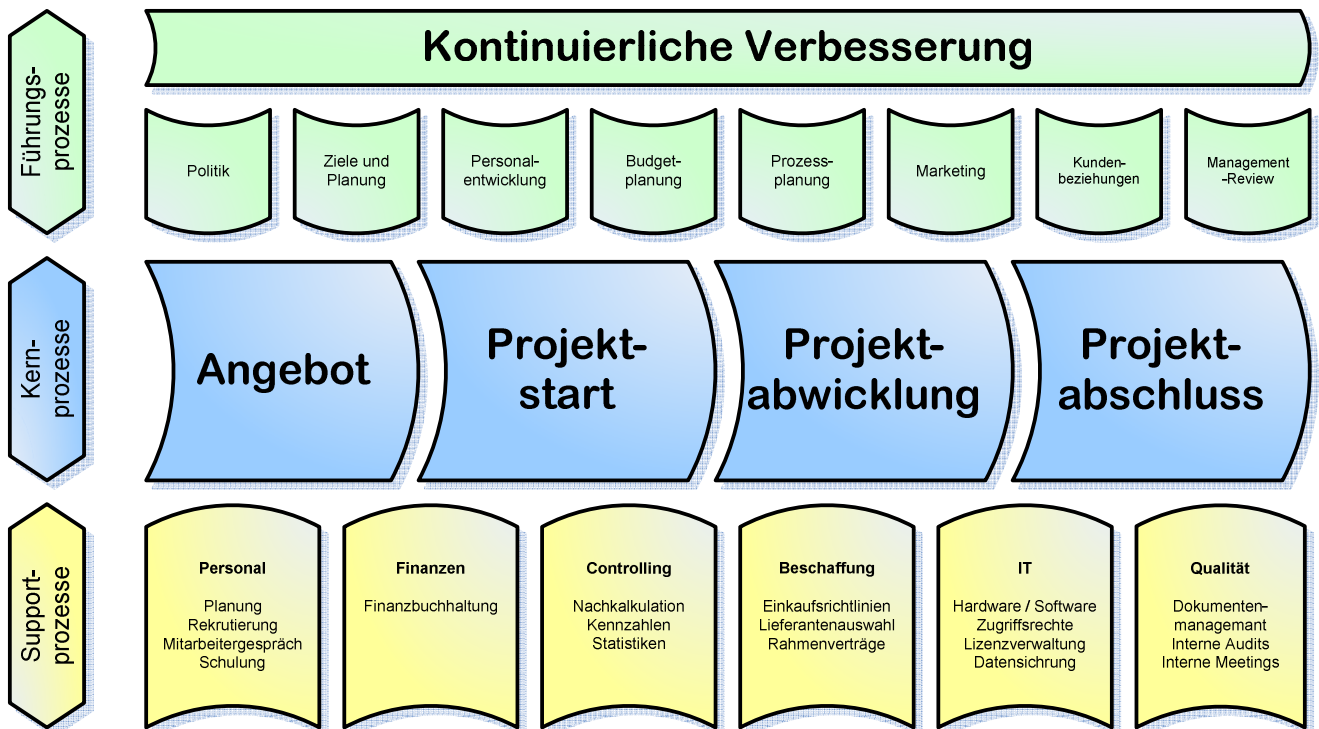 Führungs-
prozesse
Kontinuierliche Verbesserung
Politik
Ziele und
Planung
Personal-
entwicklung
Budget-
planung
Prozess-
planung
Marketing
Kunden-
beziehungen
Management
-Review
Kern-
prozesse
Angebot
Projekt-
start
Projekt-
abwicklung
Projekt-
abschluss
Support-
prozesse
Personal
Planung
Rekrutierung
Mitarbeitergespräch
Schulung
Finanzen
Finanzbuchhaltung
Controlling
Nachkalkulation
Kennzahlen
Statistiken
Beschaffung
Einkaufsrichtlinien
Lieferantenauswahl
Rahmenverträge
IT
Hardware / Software
Zugriffsrechte
Lizenzverwaltung
Datensichrung
Qualität
Dokumenten-
managemant
Interne Audits
Interne Meetings